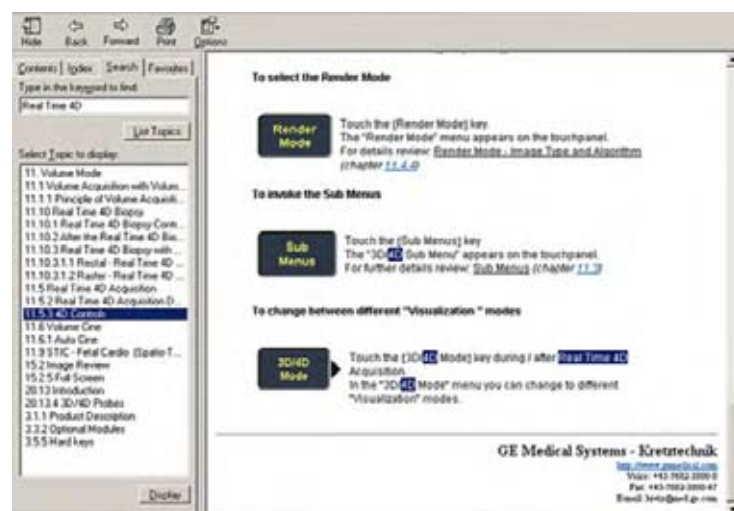 Hide Back Forward Print Options
Contents Index Search Favorites
Type in the keyword to find:
Real Time 4D
List Topics
Select Topic to display:
11. Volume Mode
11.1 Volume Acquisition with Volum...
11.1.1 Principle of Volume Acquisiti...
11.10 Real Time 4D Biopsy
11.10.1 Real Time 4D Biopsy Contr...
11.10.2 Alter the Real Time 4D Bio...
11.10.3 Real Time 4D Biopsy with ...
11.10.3.1.1 Rectal - Real Time 4D ...
11.10.3.1.2 Raster - Real Time 4D ...
11.5 Real Time 4D Acquisition
11.5.2 Real Time 4D Acquisition D...
11.5.3 4D Controls
11.6 Volume Cine
11.6.1 Auto Cine
11.9 STIC - Fetal Cardio (Spatio-T...
15.2 Image Review
15.2.5 Full Screen
20.13 Introduction
20.13.4 3D/4D Probes
3.1.1 Product Description
3.3.2 Optional Modules
3.5.5 Hard keys
Display
To select the Render Mode
Render Mode
Touch the [Render Mode] key.
The "Render Mode" menu appears on the touchpanel.
For details review: Render Mode - Image Type and Algorithm
(chapter 11.4.4)
To invoke the Sub Menus
Sub Menus
Touch the [Sub Menus] key
The "3D/4D Sub Menu" appears on the touchpanel.
For further details review: Sub Menus (chapter 11.3)
To change between different "Visualization " modes
3D/4D Mode
Touch the [3D/4D Mode] key during / after Real Time 4D
Acquisition.
In the "3D/4D Mode" menu you can change to different
"Visualization" modes.
GE Medical Systems - Kretztechnik